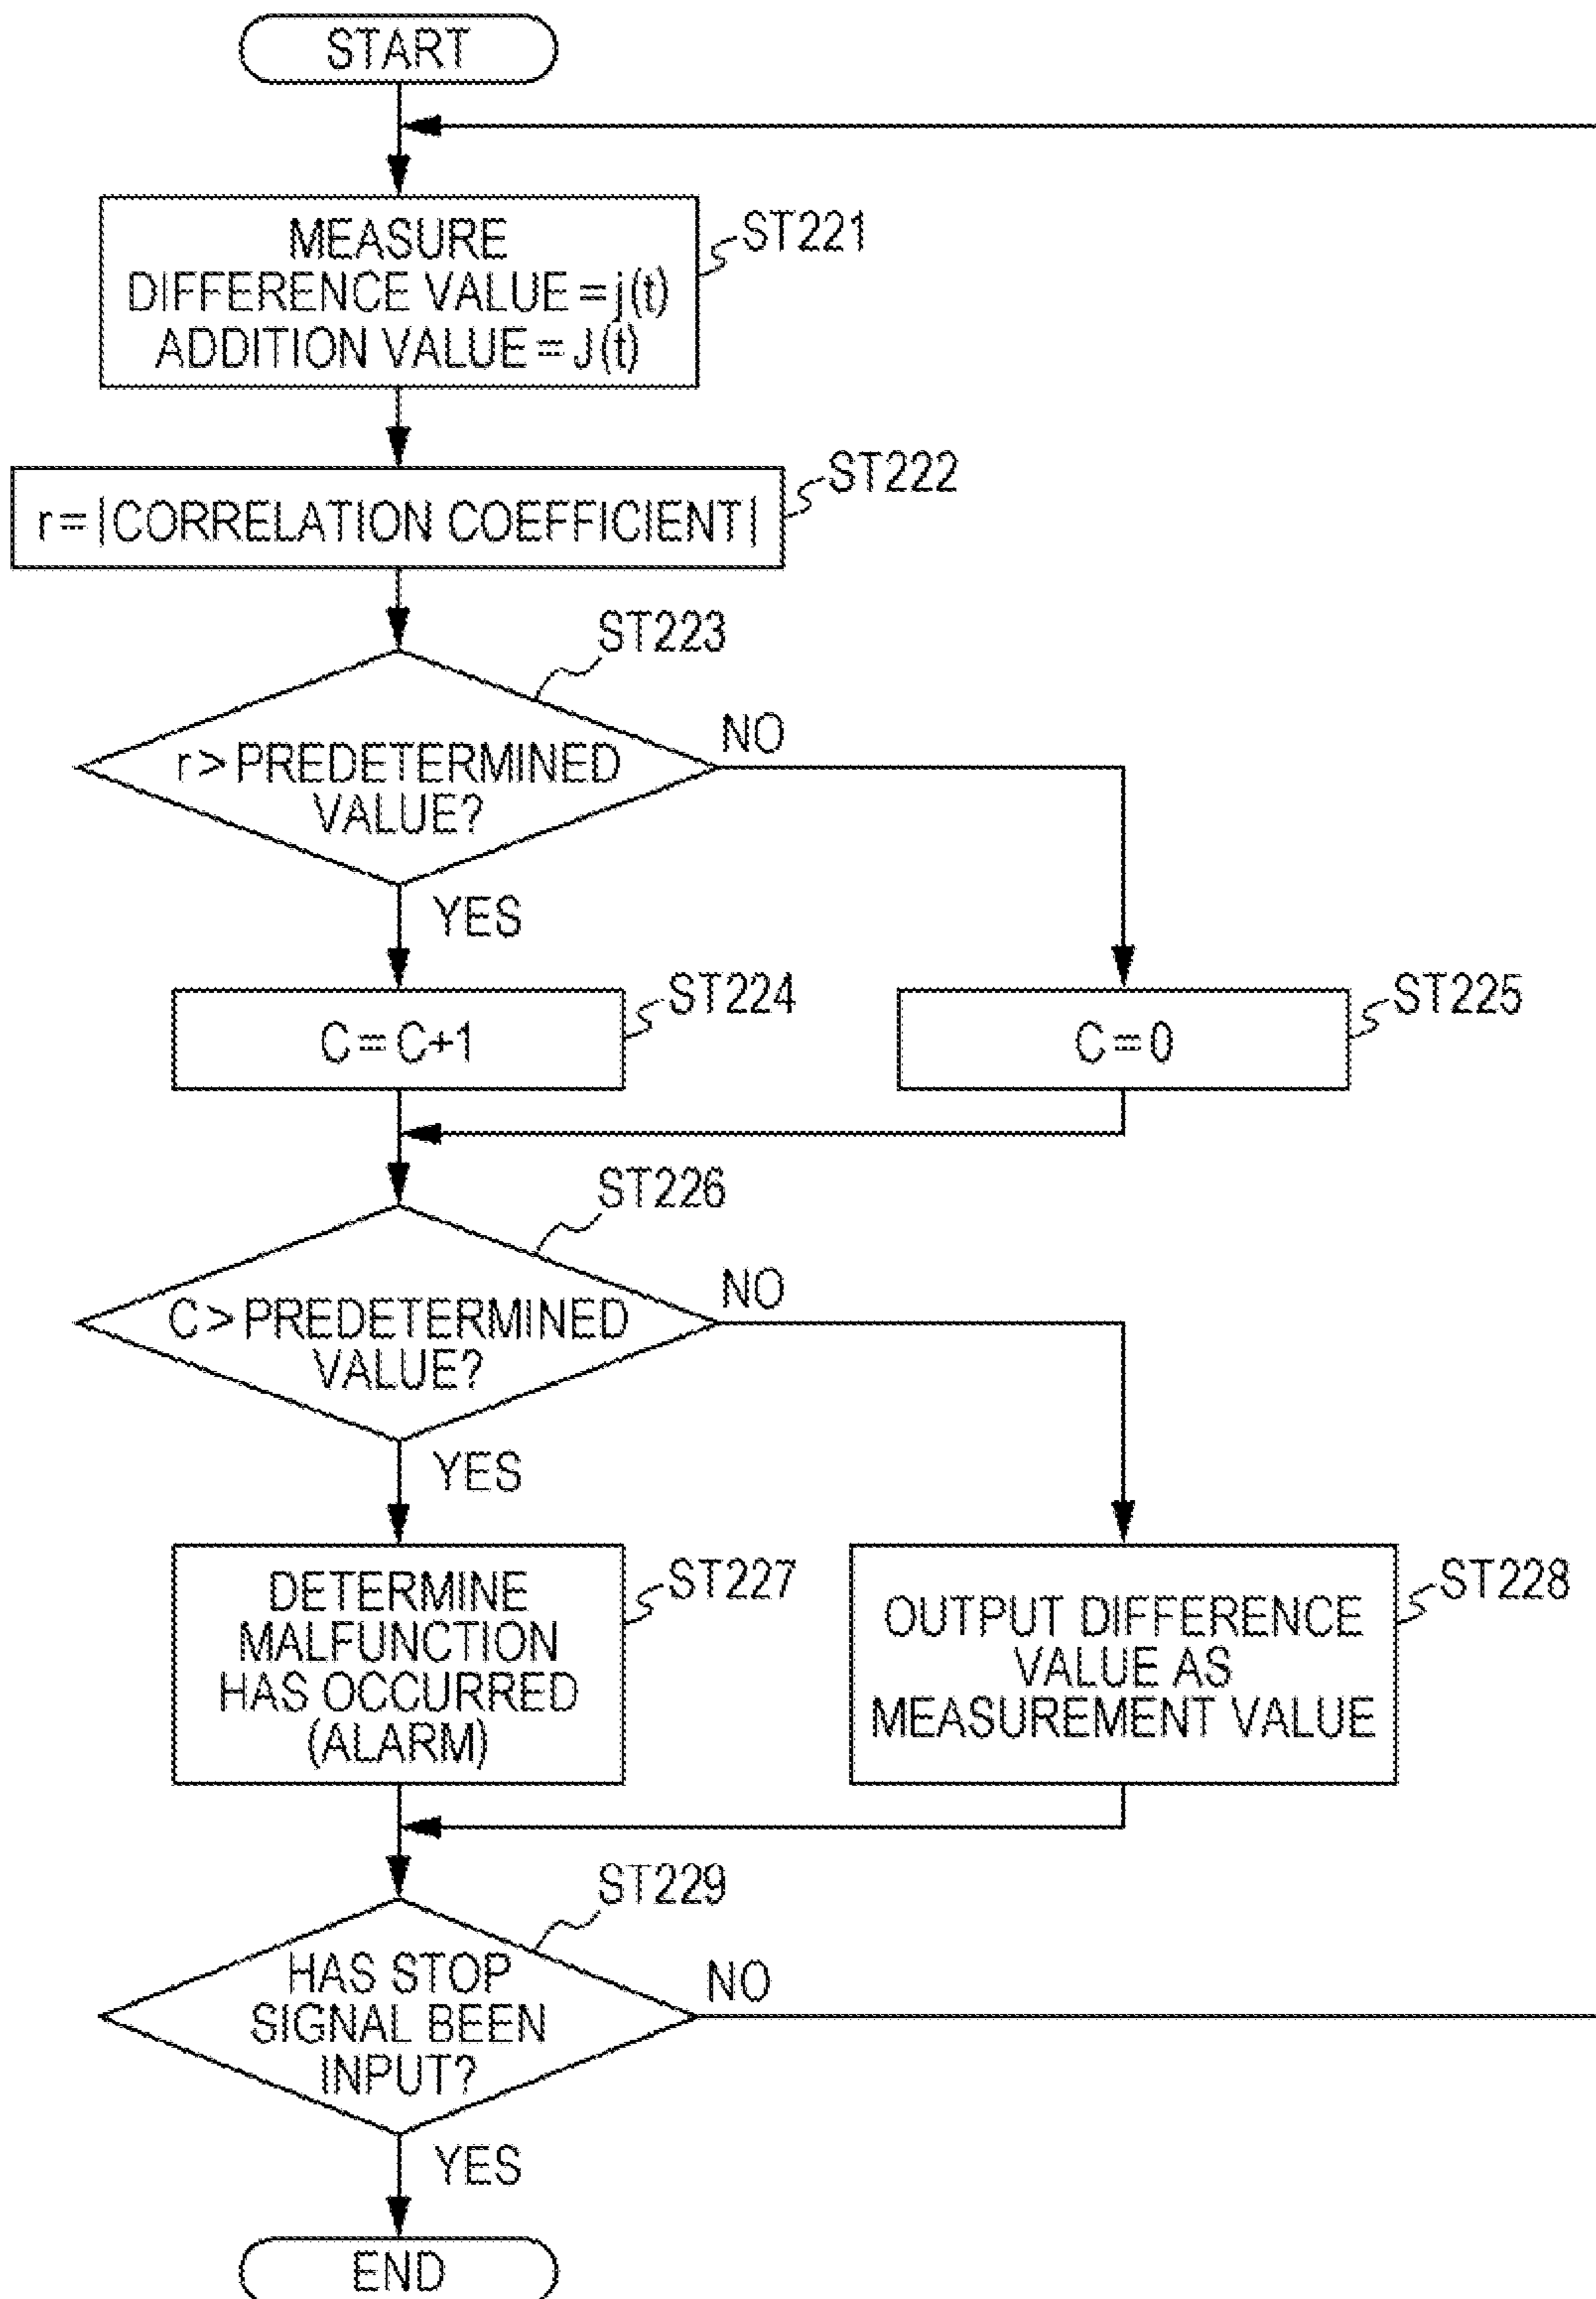 START
MEASURE
DIFFERENCE VALUE = j(t)
ADDITION VALUE = J(t)
ST221
r = |CORRELATION COEFFICIENT|
ST222
ST223
r > PREDETERMINED
VALUE?
NO
YES
C = C+1
ST224
C = 0
ST225
ST226
C > PREDETERMINED
VALUE?
NO
YES
DETERMINE
MALFUNCTION
HAS OCCURRED
(ALARM)
ST227
OUTPUT DIFFERENCE
VALUE AS
MEASUREMENT VALUE
ST228
ST229
HAS STOP
SIGNAL BEEN
INPUT?
NO
YES
END